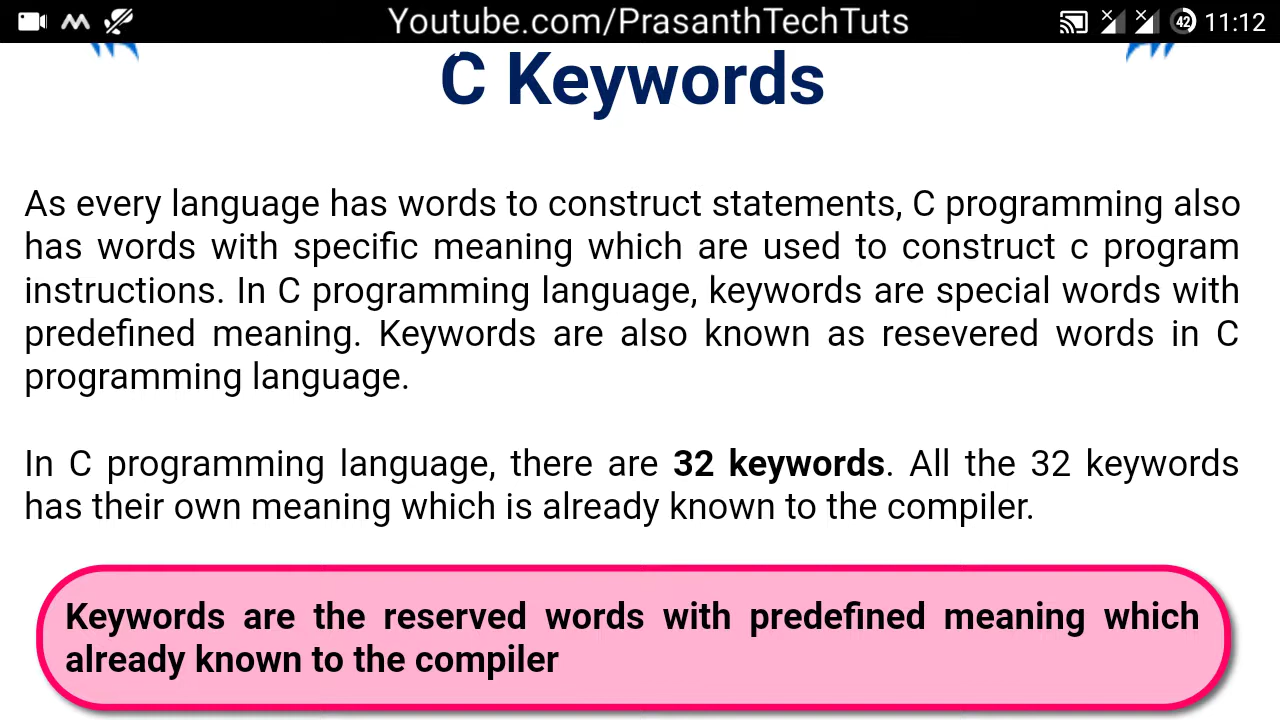 Youtube.com/PrasanthTechTuts
42 11:12
C Keywords
As every language has words to construct statements, C programming also
has words with specific meaning which are used to construct c program
instructions. In C programming language, keywords are special words with
predefined meaning. Keywords are also known as resevered words in C
programming language.
In C programming language, there are 32 keywords. All the 32 keywords
has their own meaning which is already known to the compiler.
Keywords are the reserved words with predefined meaning which
already known to the compiler